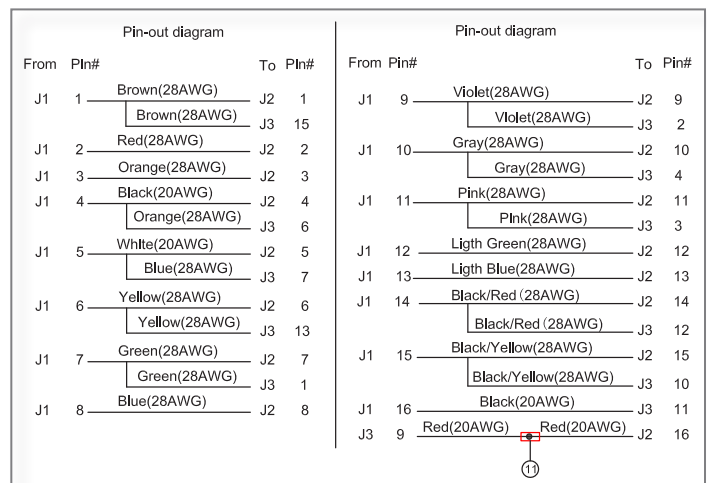 Pin-out diagram
From PIn# To PIn#
J1 1 Brown(28AWG) J2 1
Brown(28AWG) J3 15
J1 2 Red(28AWG) J2 2
J1 3 Orange(28AWG) J2 3
J1 4 Black(20AWG) J2 4
Orange(28AWG) J3 6
J1 5 WhIte(20AWG) J2 5
Blue(28AWG) J3 7
J1 6 Yellow(28AWG) J2 6
Yellow(28AWG) J3 13
J1 7 Green(28AWG) J2 7
Green(28AWG) J3 1
J1 8 Blue(28AWG) J2 8
Pin-out diagram
From Pin# To Pin#
J1 9 Violet(28AWG) J2 9
VIolet(28AWG) J3 2
J1 10 Gray(28AWG) J2 10
Gray(28AWG) J3 4
J1 11 Pink(28AWG) J2 11
PInk(28AWG) J3 3
J1 12 Ligth Green(28AWG) J2 12
J1 13 Ligth Blue(28AWG) J2 13
J1 14 Black/Red(28AWG) J2 14
Black/Red(28AWG) J3 12
J1 15 Black/Yellow(28AWG) J2 15
Black/Yellow(28AWG) J3 10
J1 16 Black(20AWG) J3 11
J3 9 Red(20AWG) Red(20AWG) J2 16
11